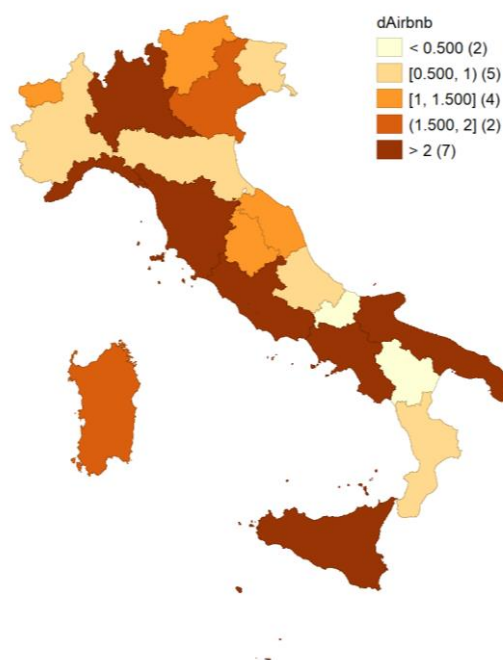 dAirbnb
< 0.500 (2)
[0.500, 1) (5)
[1, 1.500] (4)
(1.500, 2] (2)
> 2 (7)